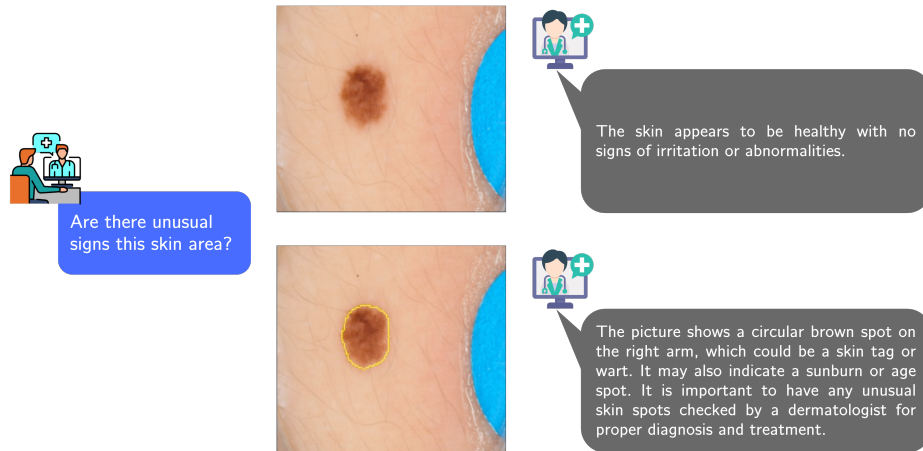 The skin appears to be healthy with no
signs of irritation or abnormalities.
Are there unusual
signs this skin area?
The picture shows a circular brown spot on
the right arm, which could be a skin tag or
wart. It may also indicate a sunburn or age
spot. It is important to have any unusual
skin spots checked by a dermatologist for
proper diagnosis and treatment.